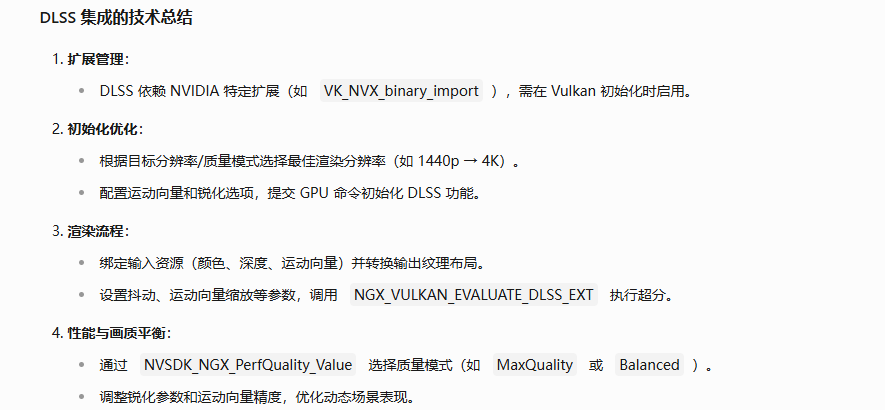 DLSS 集成的技术总结
1. 扩展管理：
DLSS 依赖 NVIDIA 特定扩展（如 VK_NVX_binary_import ），需在 Vulkan 初始化时启用。
2. 初始化优化：
根据目标分辨率/质量模式选择最佳渲染分辨率（如 1440p → 4K）。
配置运动向量和锐化选项，提交 GPU 命令初始化 DLSS 功能。
3. 渲染流程：
绑定输入资源（颜色、深度、运动向量）并转换输出纹理布局。
设置抖动、运动向量缩放等参数，调用 NGX_VULKAN_EVALUATE_DLSS_EXT 执行超分。
4. 性能与画质平衡：
通过 NVSDK_NGX_PerfQuality_Value 选择质量模式（如 MaxQuality 或 Balanced ）。
调整锐化参数和运动向量精度，优化动态场景表现。